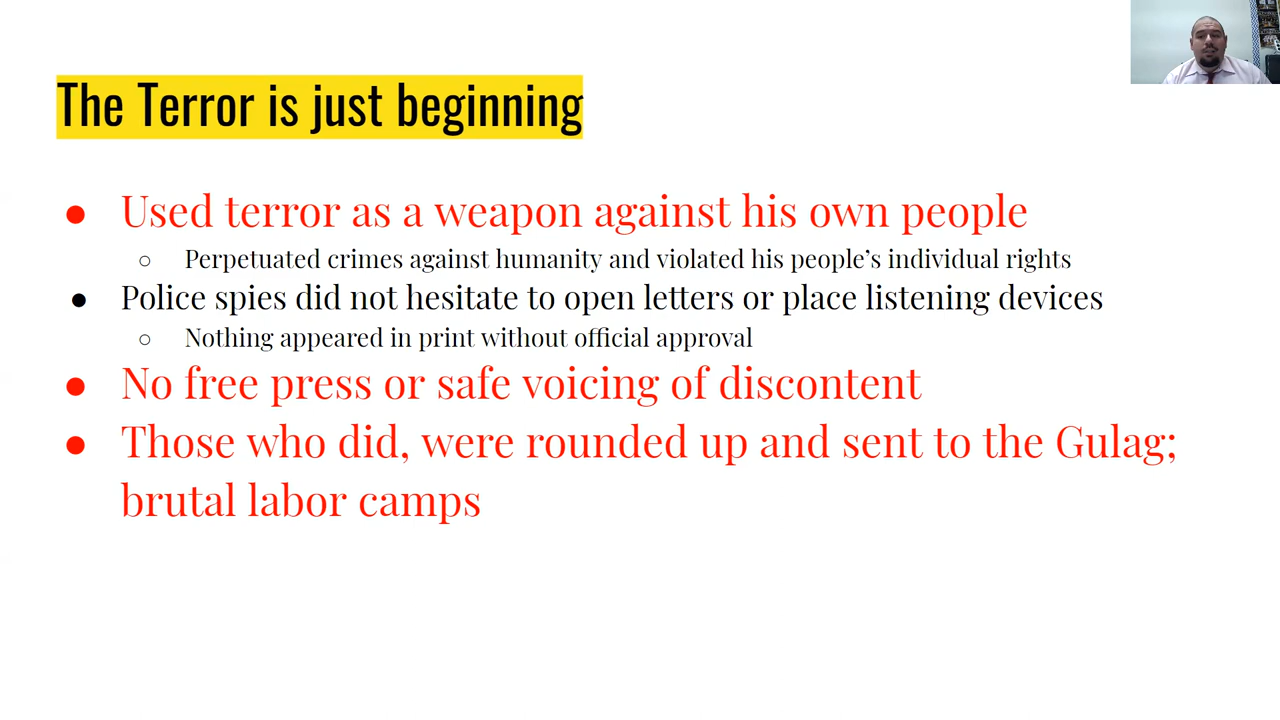 The Terror is just beginning
● Used terror as a weapon against his own people
○ Perpetuated crimes against humanity and violated his people’s individual rights
● Police spies did not hesitate to open letters or place listening devices
○ Nothing appeared in print without official approval
● No free press or safe voicing of discontent
● Those who did, were rounded up and sent to the Gulag;
brutal labor camps